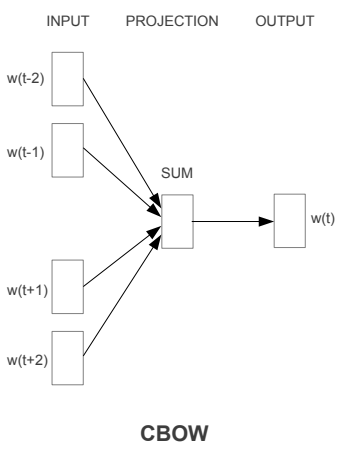 INPUT PROJECTION OUTPUT
w(t-2)
w(t-1)
SUM
w(t)
w(t+1)
w(t+2)
CBOW